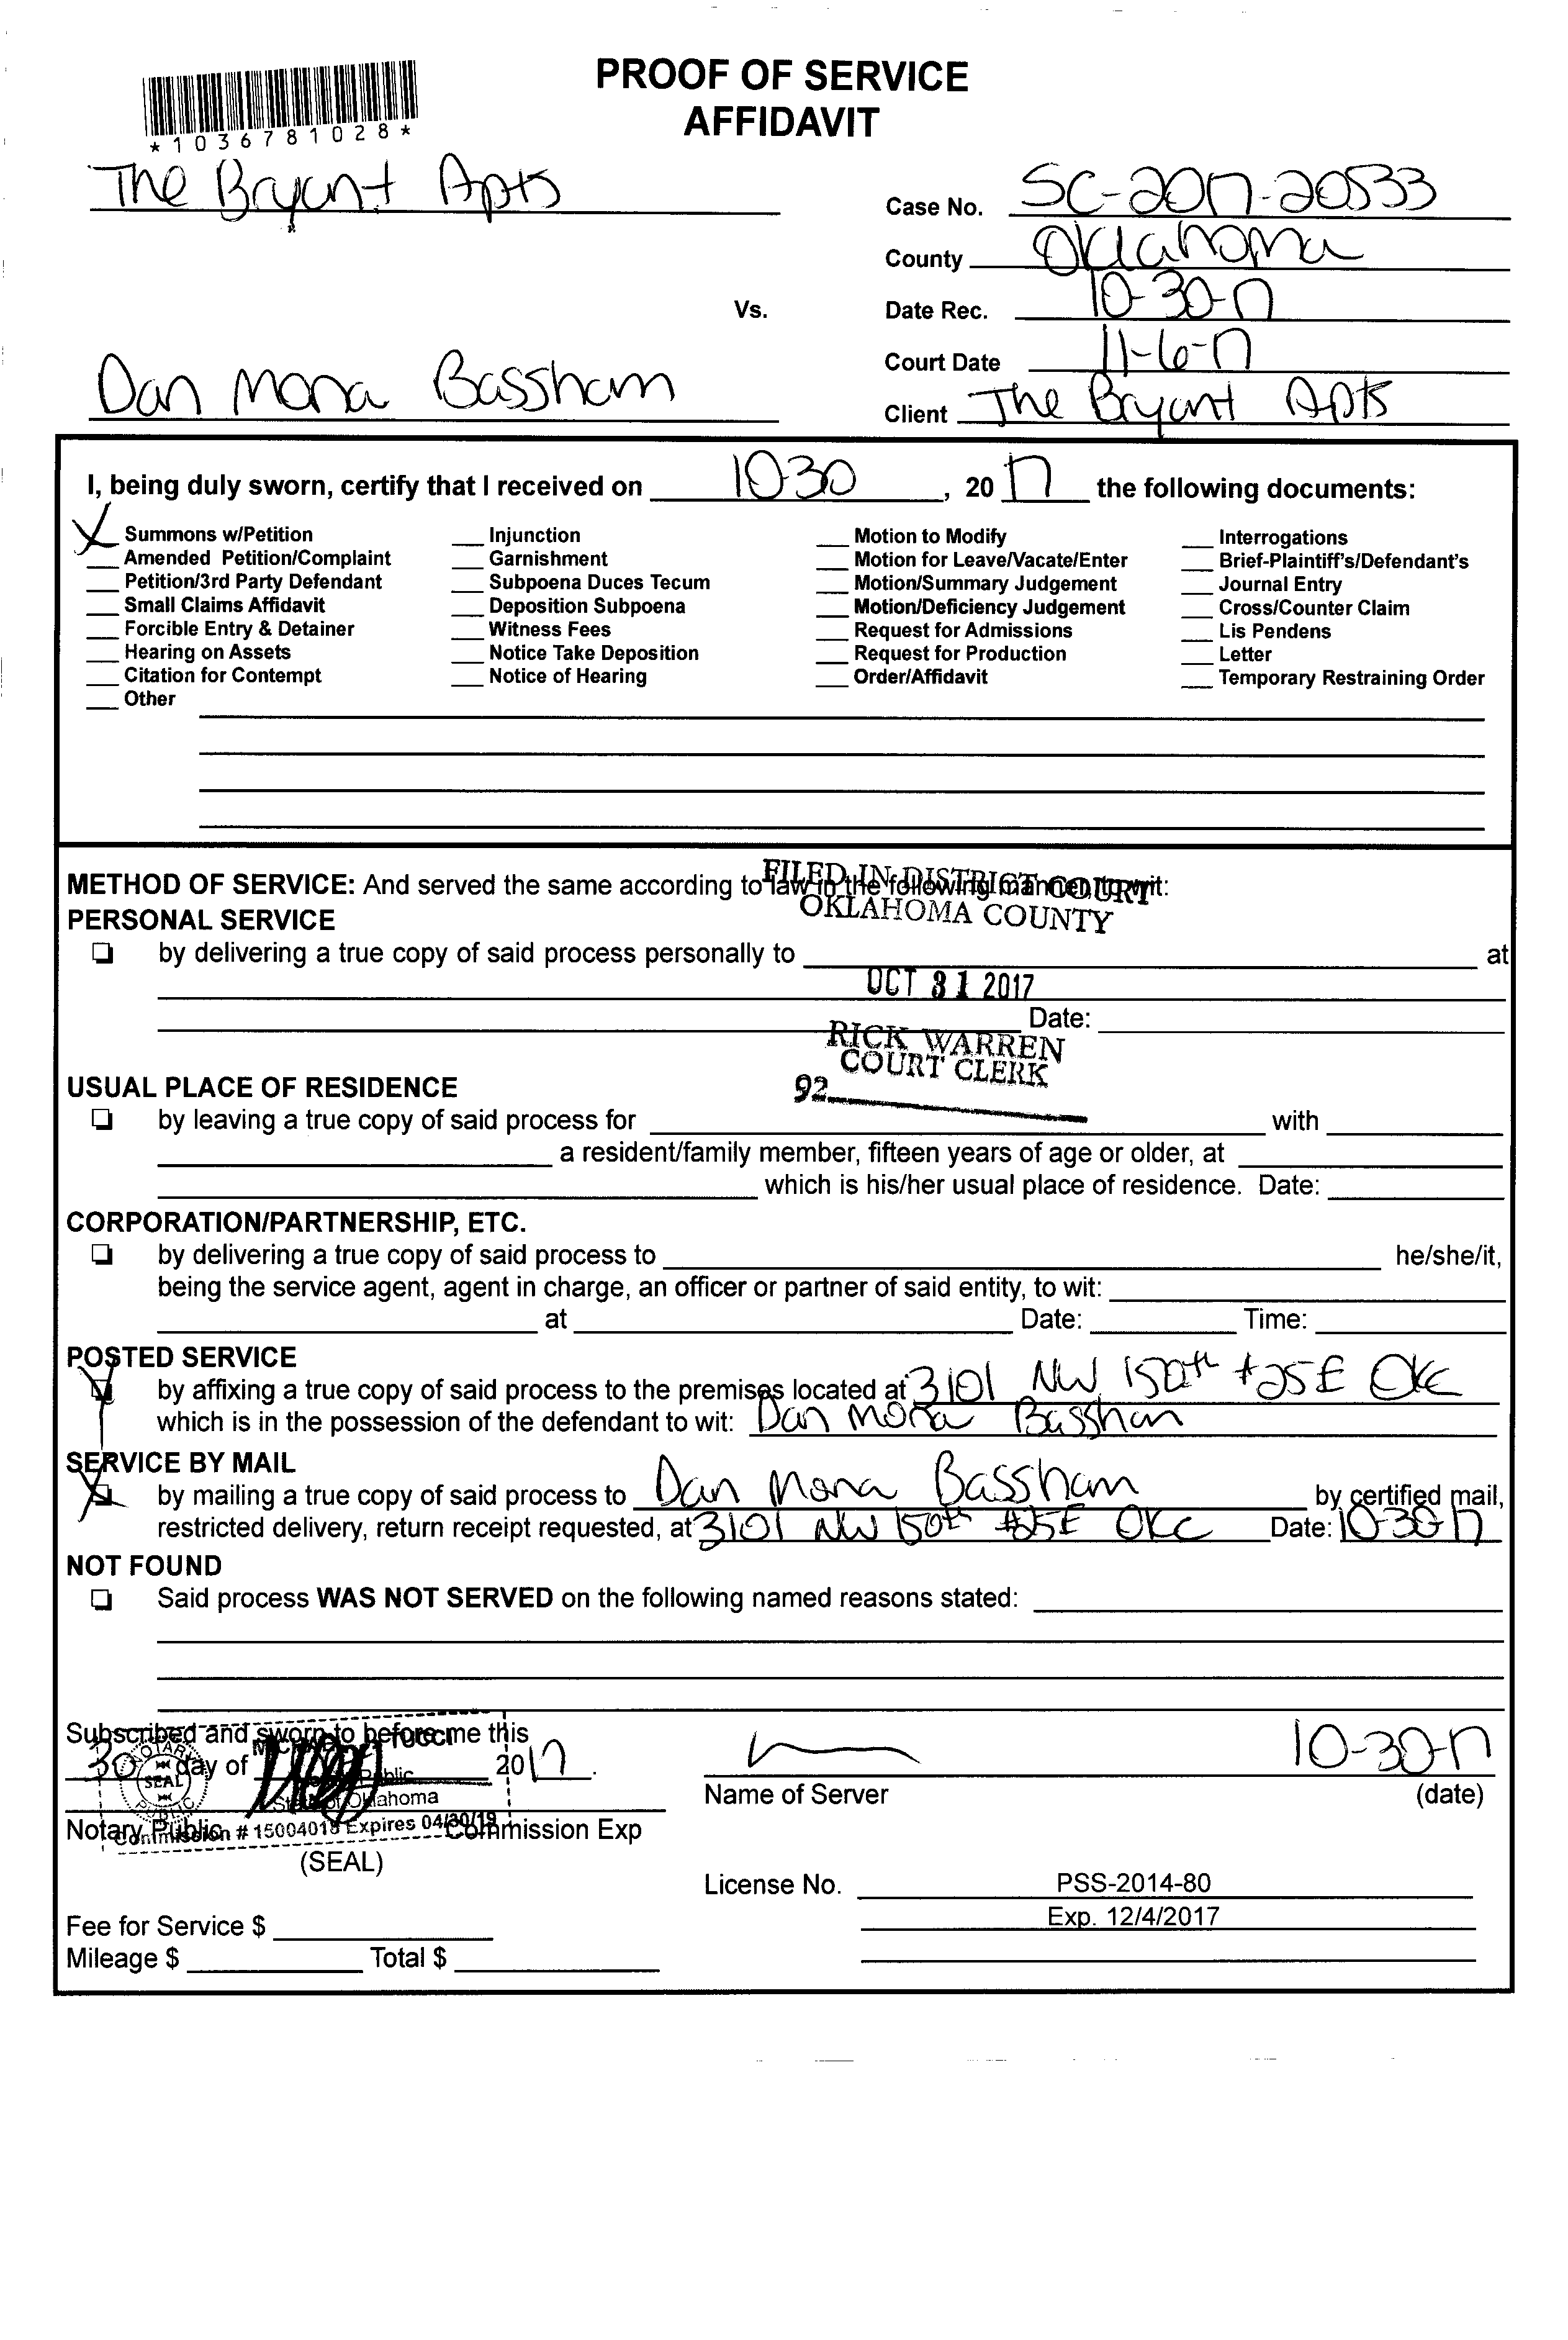 PROOF OF SERVICE
AFFIDAVIT
*1036781028*
The Bryant Apts
Case No. SC-2017-20533
County Oklahoma
Vs.
Date Rec. 10-30-17
Court Date 11-6-17
Dan Mona Bassham
Client The Bryant Apts
I, being duly sworn, certify that I received on 10-30, 20 17 the following documents:
X Summons w/Petition ___ Injunction ___ Motion to Modify ___ Interrogations
___ Amended Petition/Complaint ___ Garnishment ___ Motion for Leave/Vacate/Enter ___ Brief-Plaintiff's/Defendant's
___ Petition/3rd Party Defendant ___ Subpoena Duces Tecum ___ Motion/Summary Judgement ___ Journal Entry
___ Small Claims Affidavit ___ Deposition Subpoena ___ Motion/Deficiency Judgement ___ Cross/Counter Claim
___ Forcible Entry & Detainer ___ Witness Fees ___ Request for Admissions ___ Lis Pendens
___ Hearing on Assets ___ Notice Take Deposition ___ Request for Production ___ Letter
___ Citation for Contempt ___ Notice of Hearing ___ Order/Affidavit ___ Temporary Restraining Order
___ Other
METHOD OF SERVICE: And served the same according to law in the following manner, to wit:
FILED IN DISTRICT COURT
OKLAHOMA COUNTY
PERSONAL SERVICE
by delivering a true copy of said process personally to ___ at
OCT 31 2017
Date:
RICK WARREN
COURT CLERK
92
USUAL PLACE OF RESIDENCE
by leaving a true copy of said process for ___ with ___
___ a resident/family member, fifteen years of age or older, at ___
___ which is his/her usual place of residence. Date: ___
CORPORATION/PARTNERSHIP, ETC.
by delivering a true copy of said process to ___ he/she/it,
being the service agent, agent in charge, an officer or partner of said entity, to wit: ___
___ at ___ Date: ___ Time: ___
POSTED SERVICE
by affixing a true copy of said process to the premises located at 3101 NW 150th #25E OKC
which is in the possession of the defendant to wit: Dan Mona Bassham
SERVICE BY MAIL
by mailing a true copy of said process to Dan Mona Bassham by certified mail,
restricted delivery, return receipt requested, at 3101 NW 150th #25E OKC Date: 10-30-17
NOT FOUND
Said process WAS NOT SERVED on the following named reasons stated:
Subscribed and sworn to before me this
30 day of ___ 2017.
NOTARY PUBLIC SEAL
Tucci
Public
State of Oklahoma
Commission # 15004018 Expires 04/30/19
Notary Public Commission Exp
(SEAL)
10-30-17
Name of Server (date)
License No. PSS-2014-80
Exp. 12/4/2017
Fee for Service $
Mileage $ ___ Total $ ___